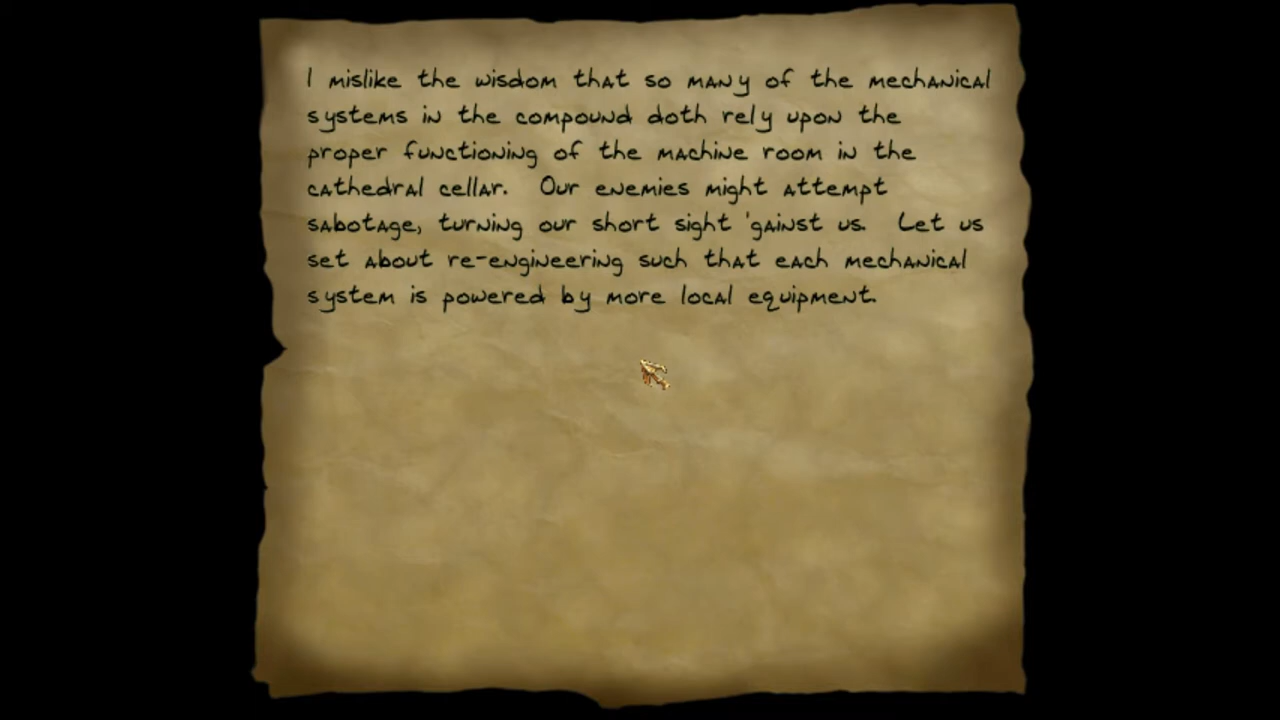 I mislike the wisdom that so many of the mechanical
systems in the compound doth rely upon the
proper functioning of the machine room in the
cathedral cellar.  Our enemies might attempt
sabotage, turning our short sight 'gainst us.  Let us
set about re-engineering such that each mechanical
system is powered by more local equipment.